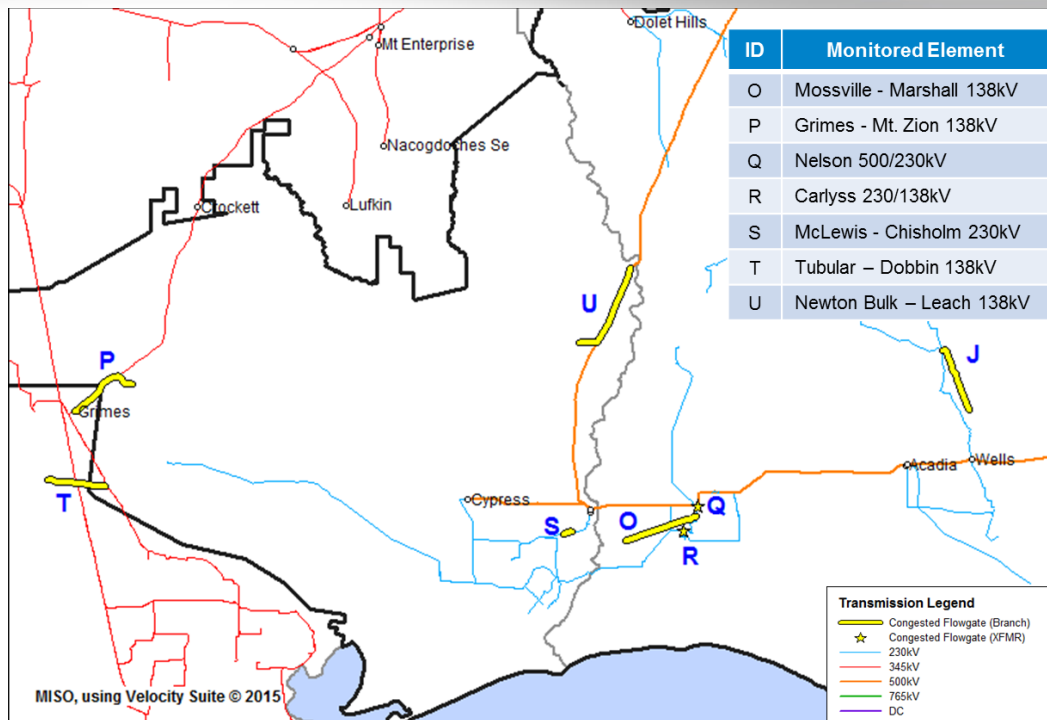 Dolet Hills
Mt Enterprise
ID Monitored Element
O Mossville - Marshall 138kV
P Grimes - Mt. Zion 138kV
Q Nelson 500/230kV
R Carlyss 230/138kV
S McLewis - Chisholm 230kV
T Tubular – Dobbin 138kV
U Newton Bulk – Leach 138kV
Nacogdoches Se
Crockett
Lufkin
U
P
J
Grimes
T
Acadia
Wells
Cypress
Q
S
O
R
Transmission Legend
Congested Flowgate (Branch)
Congested Flowgate (XFMR)
230kV
345kV
500kV
765kV
DC
MISO, using Velocity Suite © 2015